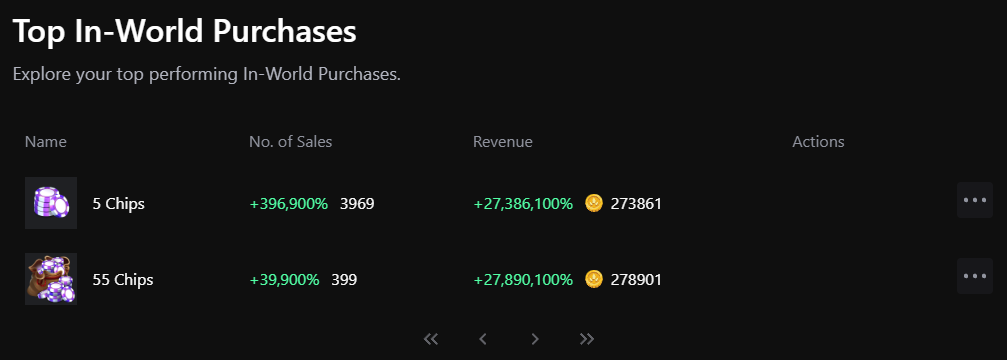 Top In-World Purchases
Explore your top performing In-World Purchases.
Name No. of Sales Revenue Actions
5 Chips +396,900% 3969 +27,386,100% 273861
55 Chips +39,900% 399 +27,890,100% 278901